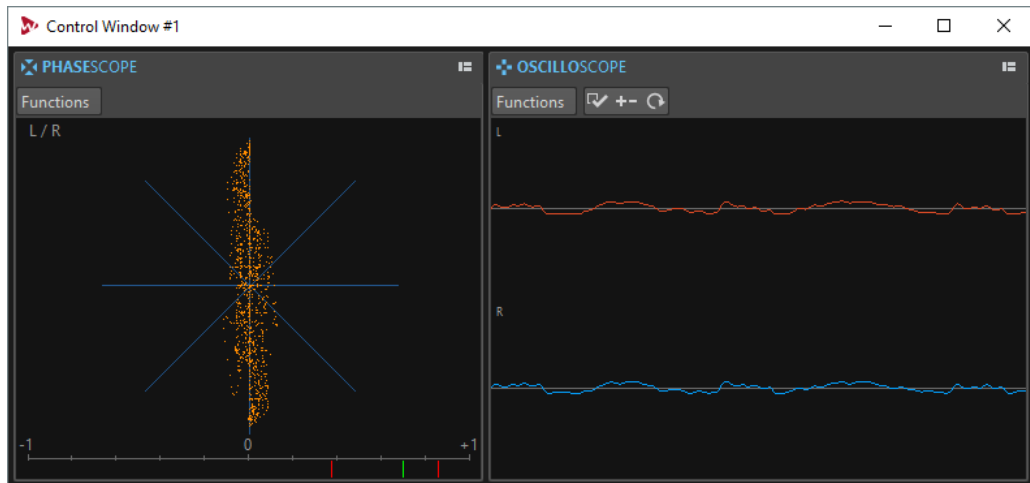 Control Window #1
PHASESCOPE
Functions
L / R
-1
0
+1
OSCILLOSCOPE
Functions
L
R